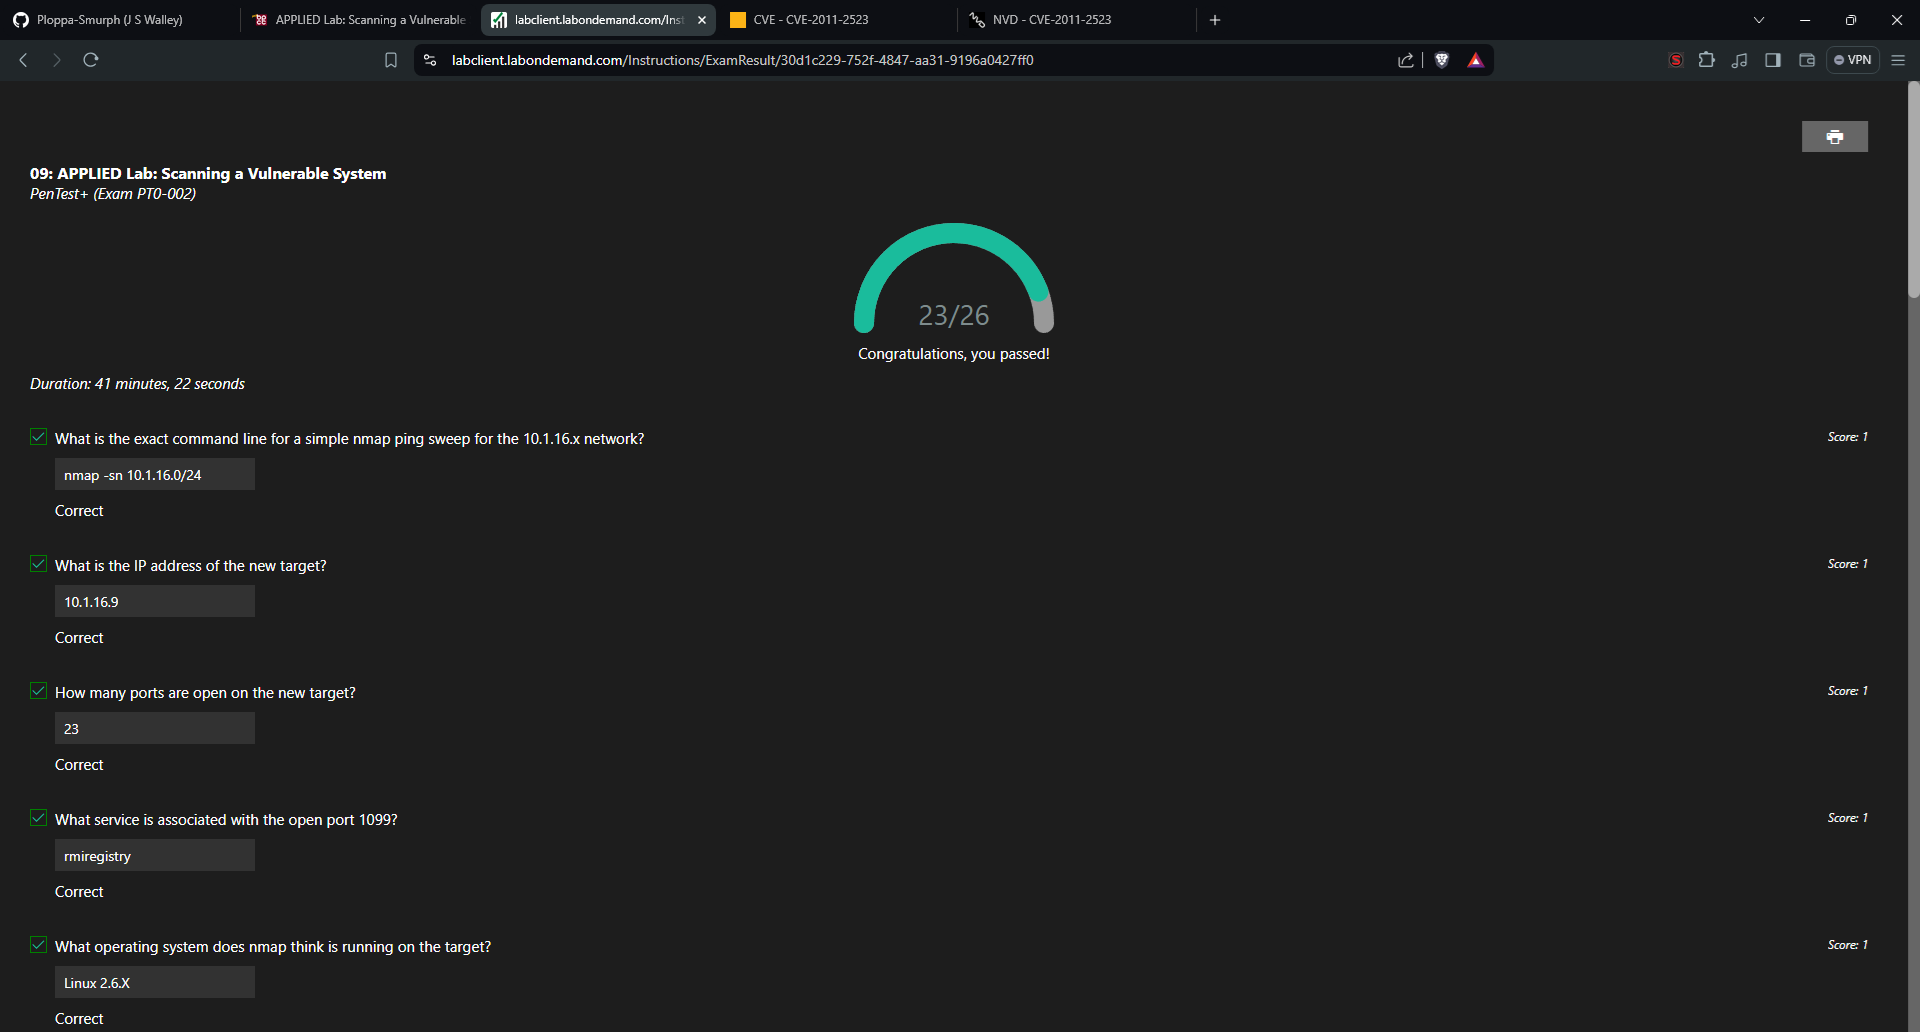 Ploppa-Smurph (J S Walley)
APPLIED Lab: Scanning a Vulnerable
labclient.labondemand.com/Inst
CVE - CVE-2011-2523
NVD - CVE-2011-2523
labclient.labondemand.com/Instructions/ExamResult/30d1c229-752f-4847-aa31-9196a0427ff0
VPN
09: APPLIED Lab: Scanning a Vulnerable System
PenTest+ (Exam PT0-002)
23/26
Congratulations, you passed!
Duration: 41 minutes, 22 seconds
What is the exact command line for a simple nmap ping sweep for the 10.1.16.x network?
Score: 1
nmap -sn 10.1.16.0/24
Correct
What is the IP address of the new target?
Score: 1
10.1.16.9
Correct
How many ports are open on the new target?
Score: 1
23
Correct
What service is associated with the open port 1099?
Score: 1
rmiregistry
Correct
What operating system does nmap think is running on the target?
Score: 1
Linux 2.6.X
Correct